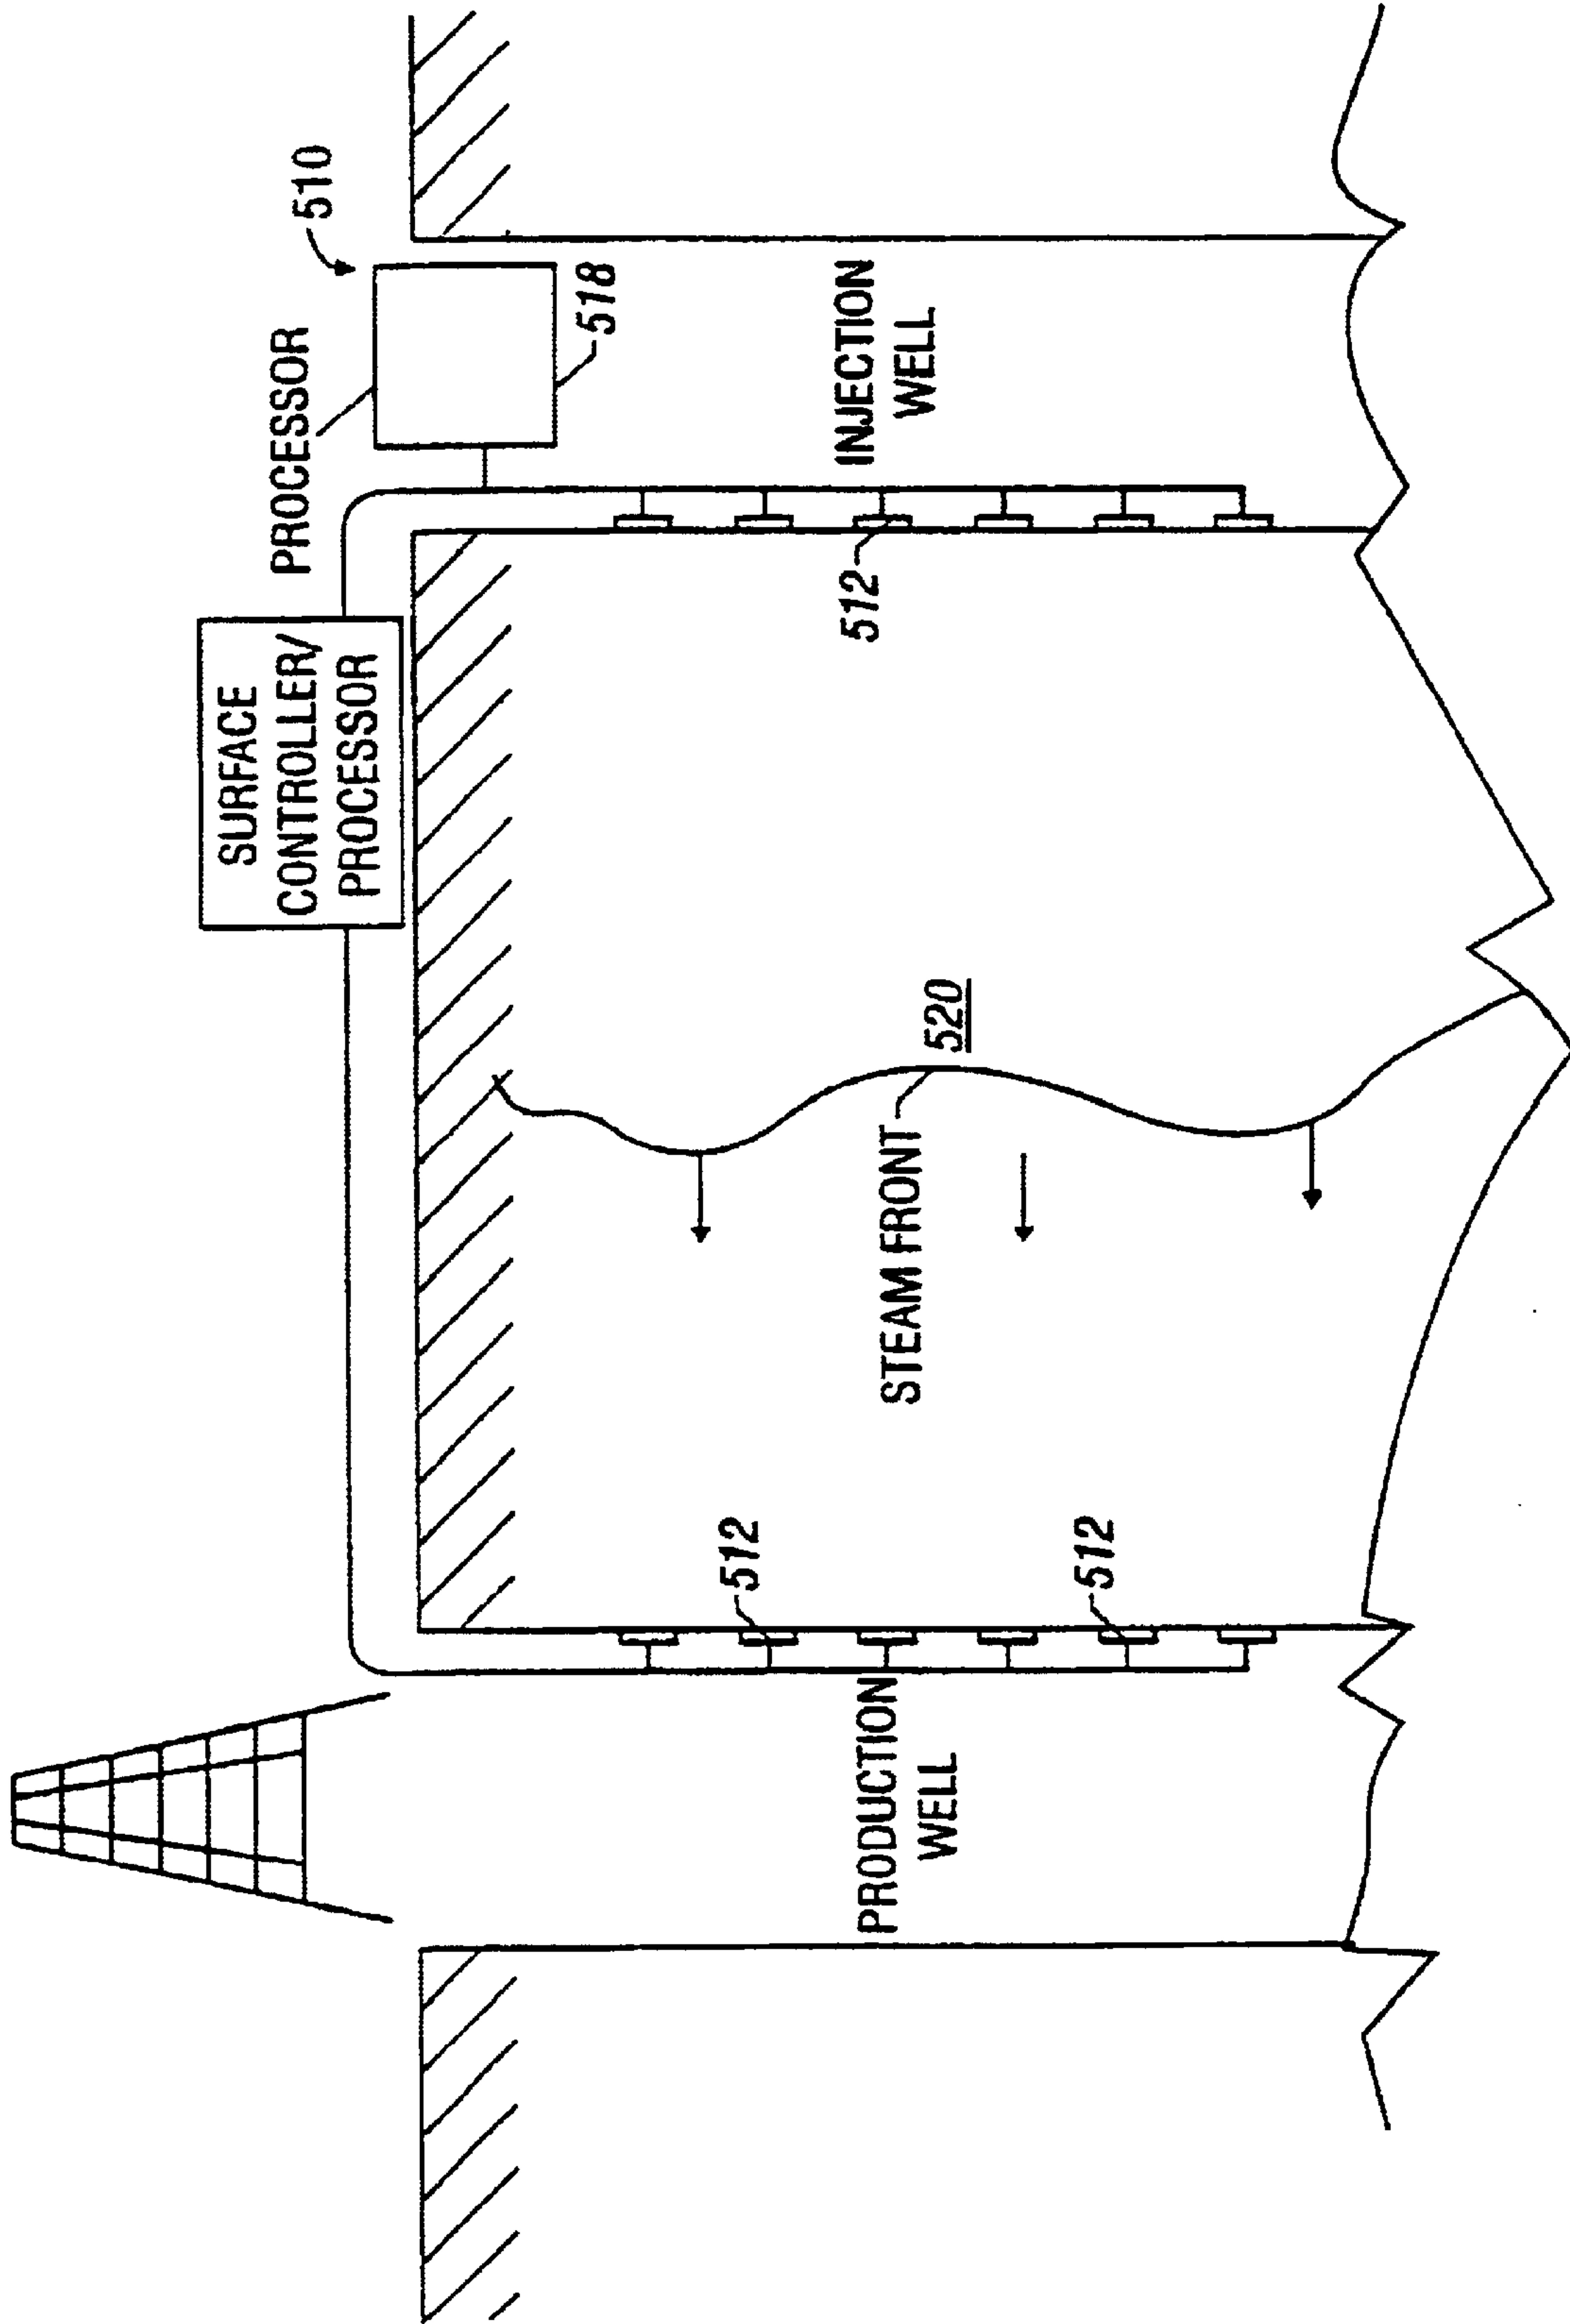 SURFACE
CONTROLLER/
PROCESSOR
PROCESSOR
510
518
512
512
512
STEAM FRONT
520
PRODUCTION
WELL
INJECTION
WELL